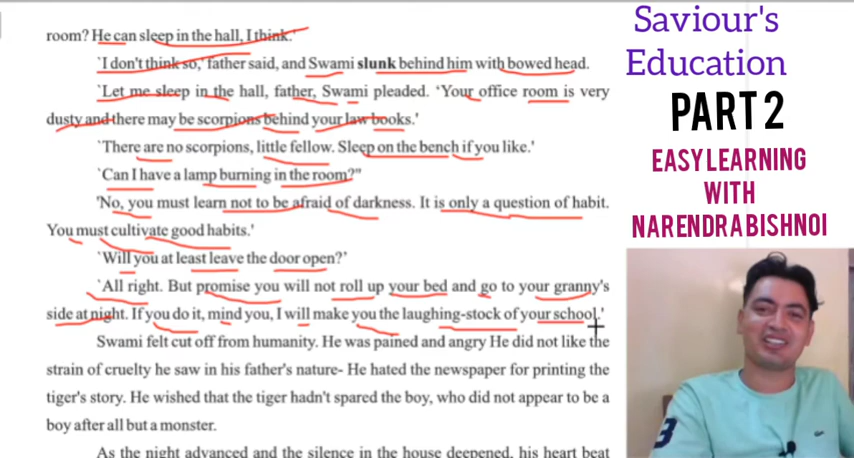 room? He can sleep in the hall, I think.'
`I don't think so,' father said, and Swami slunk behind him with bowed head.
`Let me sleep in the hall, father, Swami pleaded. 'Your office room is very
dusty and there may be scorpions behind your law books.'
`There are no scorpions, little fellow. Sleep on the bench if you like.'
`Can I have a lamp burning in the room?"
'No, you must learn not to be afraid of darkness. It is only a question of habit.
You must cultivate good habits.'
`Will you at least leave the door open?'
`All right. But promise you will not roll up your bed and go to your granny's
side at night. If you do it, mind you, I will make you the laughing-stock of your school.'
Swami felt cut off from humanity. He was pained and angry He did not like the
strain of cruelty he saw in his father's nature- He hated the newspaper for printing the
tiger's story. He wished that the tiger hadn't spared the boy, who did not appear to be a
boy after all but a monster.
As the night advanced and the silence in the house deepened, his heart beat
Saviour's
Education
PART 2
EASY LEARNING
WITH
NARENDRA BISHNOI
3